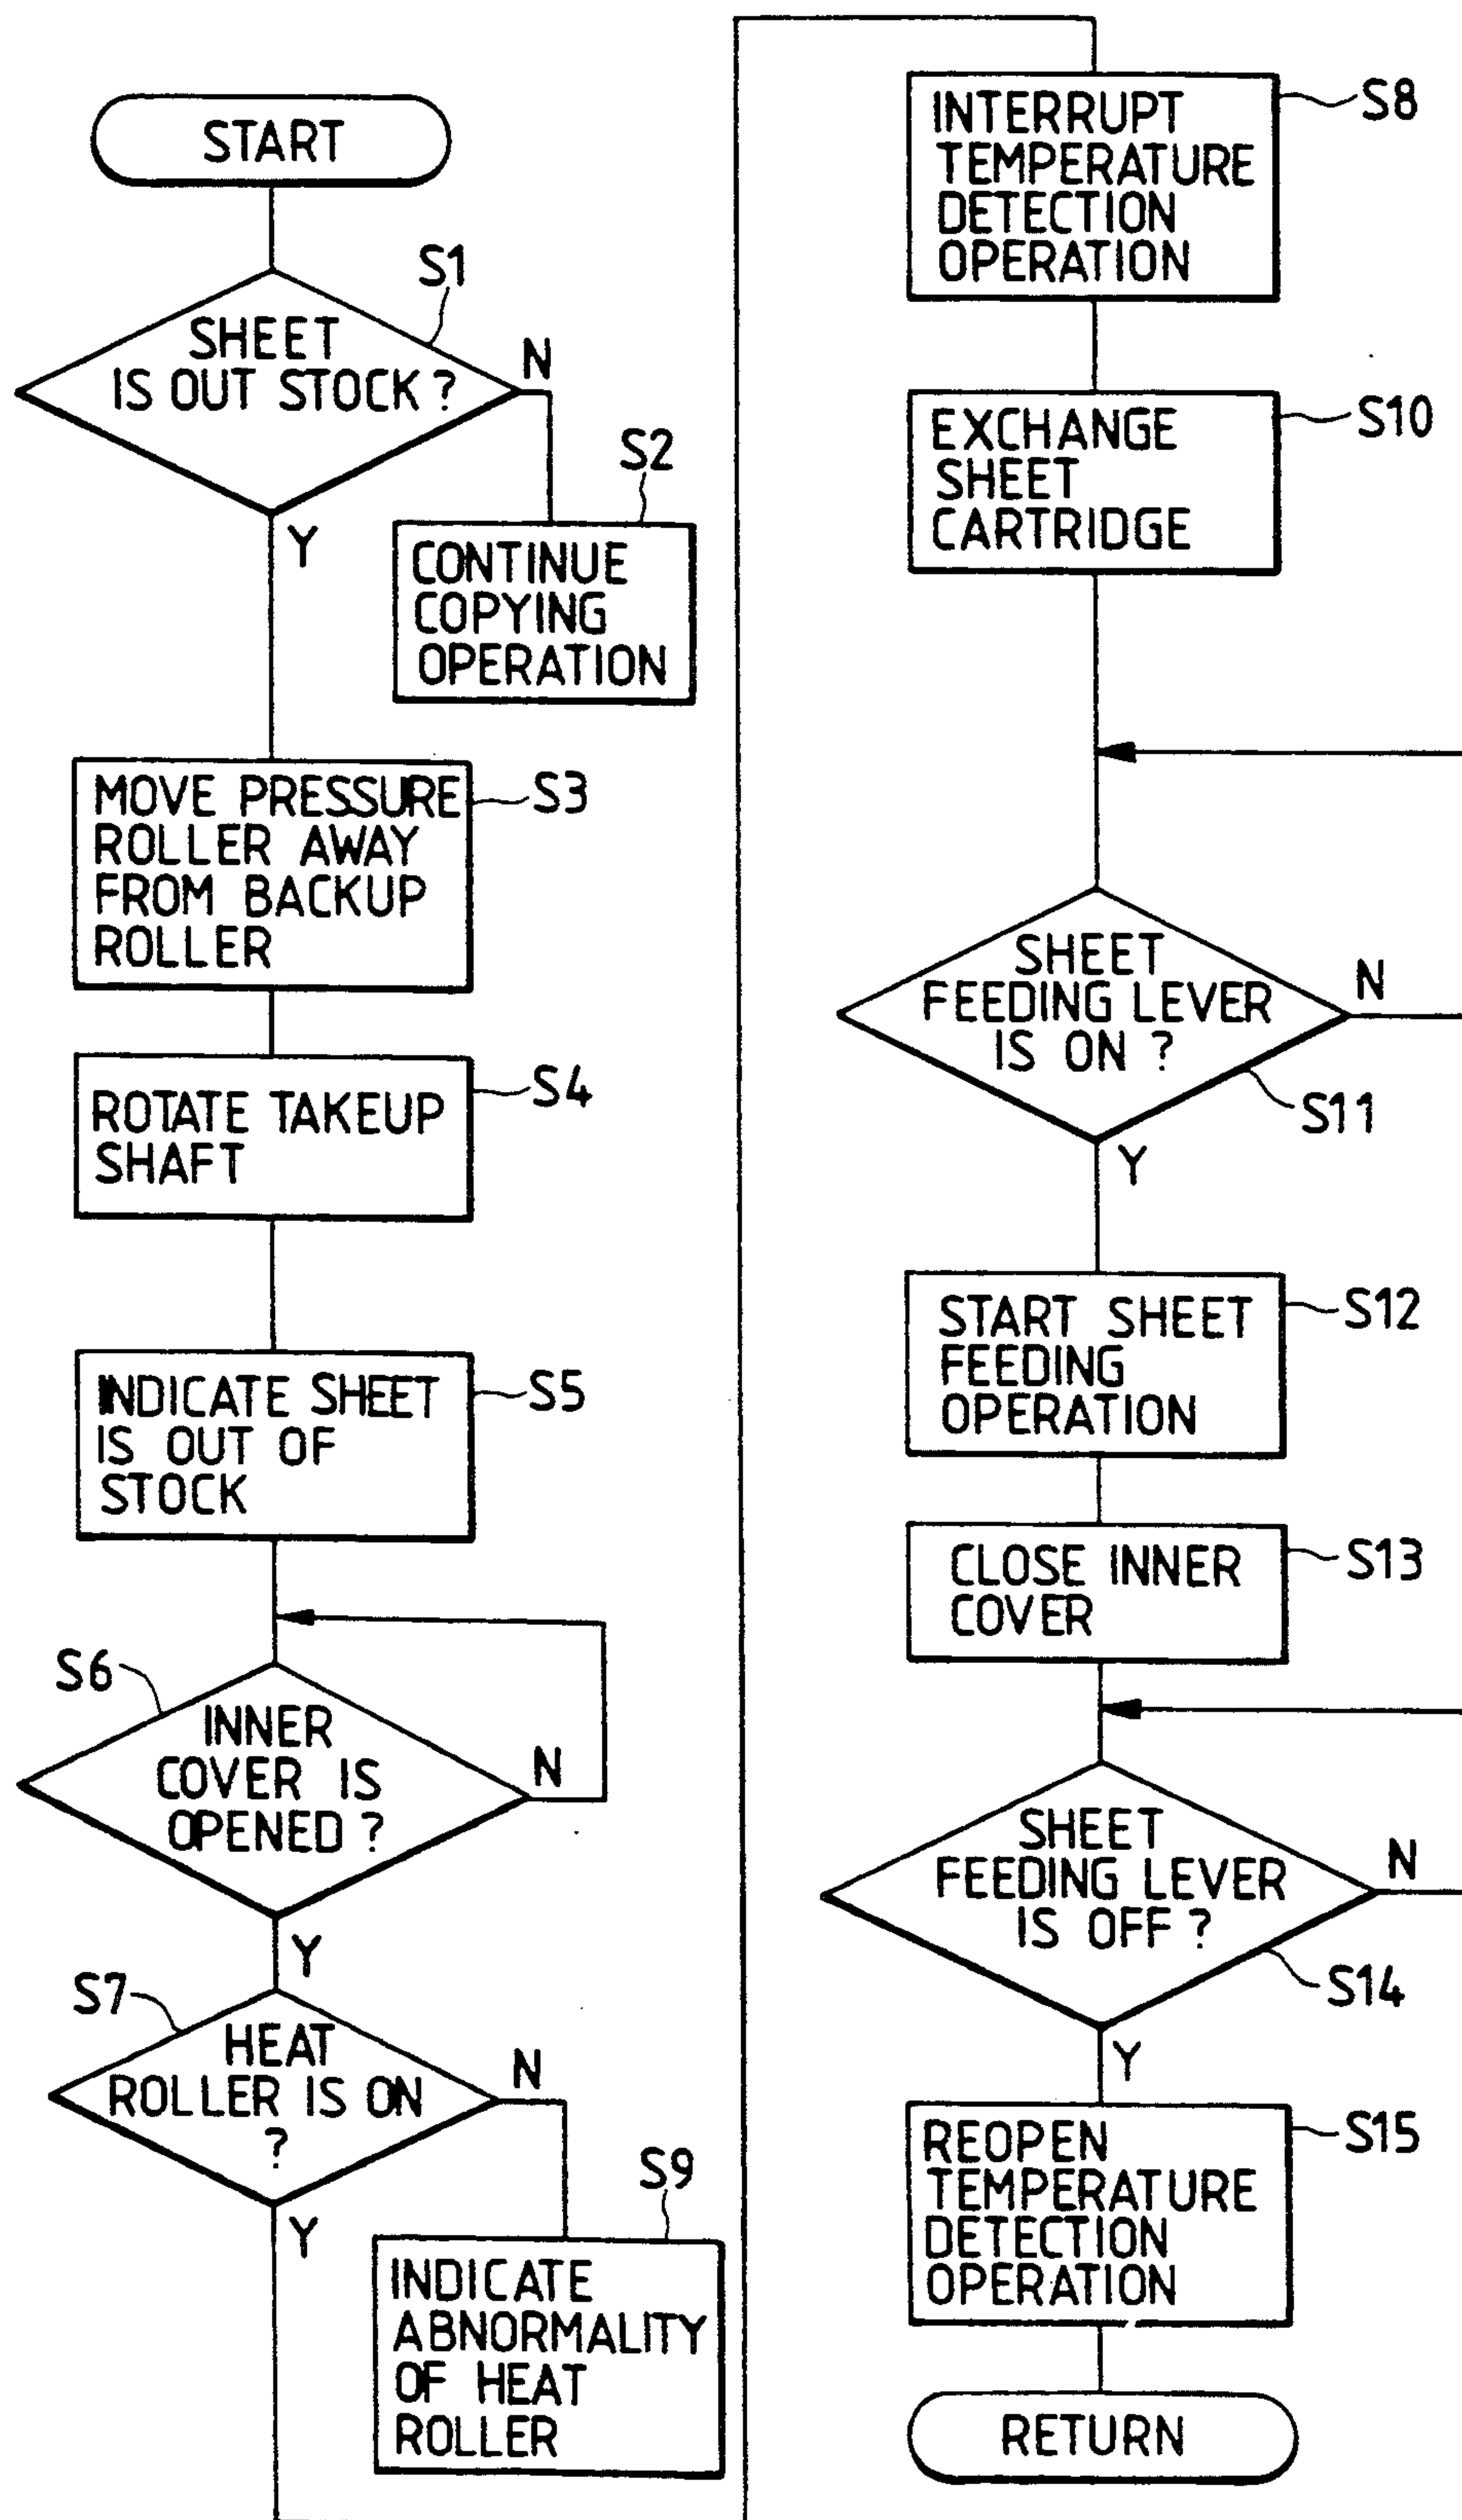 START
S1
SHEET
IS OUT STOCK ?
N
Y
S2
CONTINUE
COPYING
OPERATION
S3
MOVE PRESSURE
ROLLER AWAY
FROM BACKUP
ROLLER
S4
ROTATE TAKEUP
SHAFT
S5
INDICATE SHEET
IS OUT OF
STOCK
S6
INNER
COVER IS
OPENED ?
N
Y
S7
HEAT
ROLLER IS ON
?
N
Y
S9
INDICATE
ABNORMALITY
OF HEAT
ROLLER
S8
INTERRUPT
TEMPERATURE
DETECTION
OPERATION
S10
EXCHANGE
SHEET
CARTRIDGE
SHEET
FEEDING LEVER
IS ON ?
N
S11
Y
S12
START SHEET
FEEDING
OPERATION
S13
CLOSE INNER
COVER
SHEET
FEEDING LEVER
IS OFF ?
N
S14
Y
S15
REOPEN
TEMPERATURE
DETECTION
OPERATION
RETURN